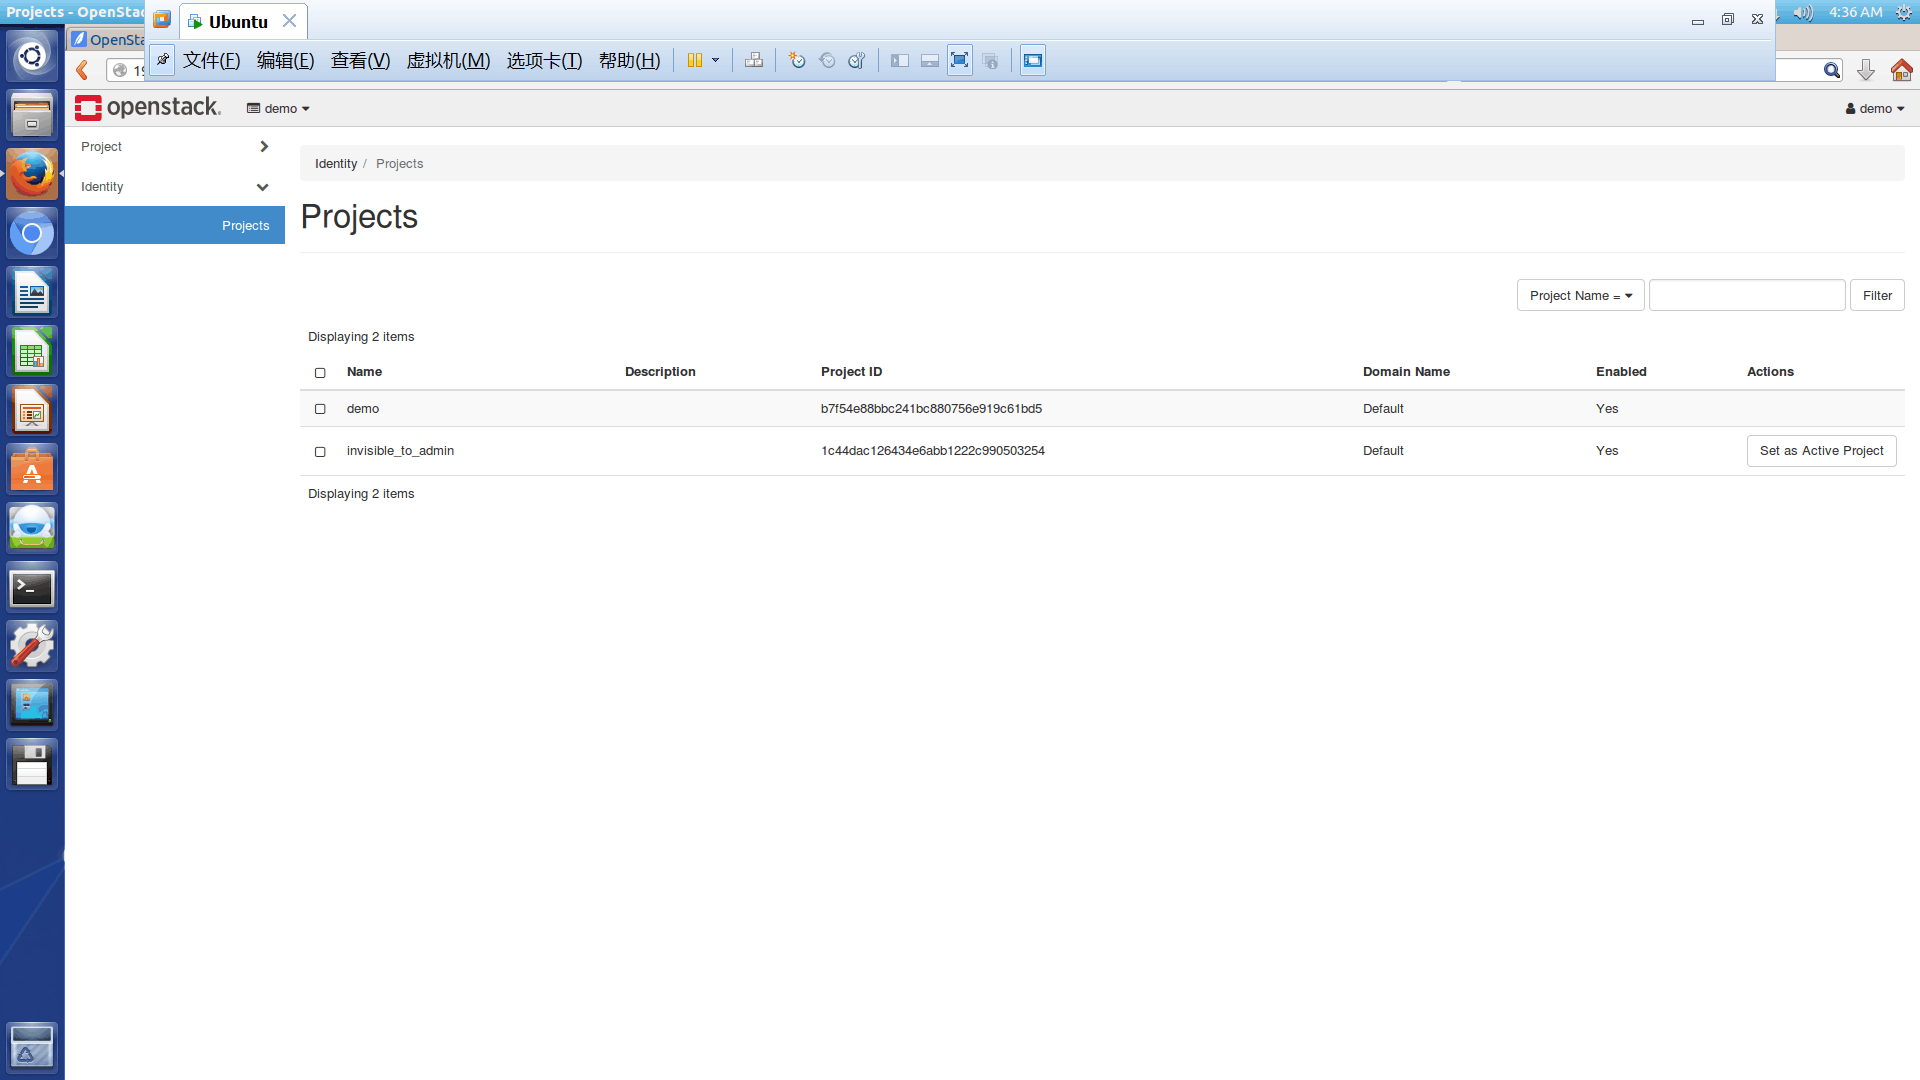 Projects - OpenStac
Ubuntu
4:36 AM
OpenSta
文件(F) 编辑(E) 查看(V) 虚拟机(M) 选项卡(T) 帮助(H)
19
openstack. demo demo
Project
Identity
Projects
Identity / Projects
Projects
Project Name = Filter
Displaying 2 items
Name Description Project ID Domain Name Enabled Actions
demo b7f54e88bbc241bc880756e919c61bd5 Default Yes
invisible_to_admin 1c44dac126434e6abb1222c990503254 Default Yes Set as Active Project
Displaying 2 items